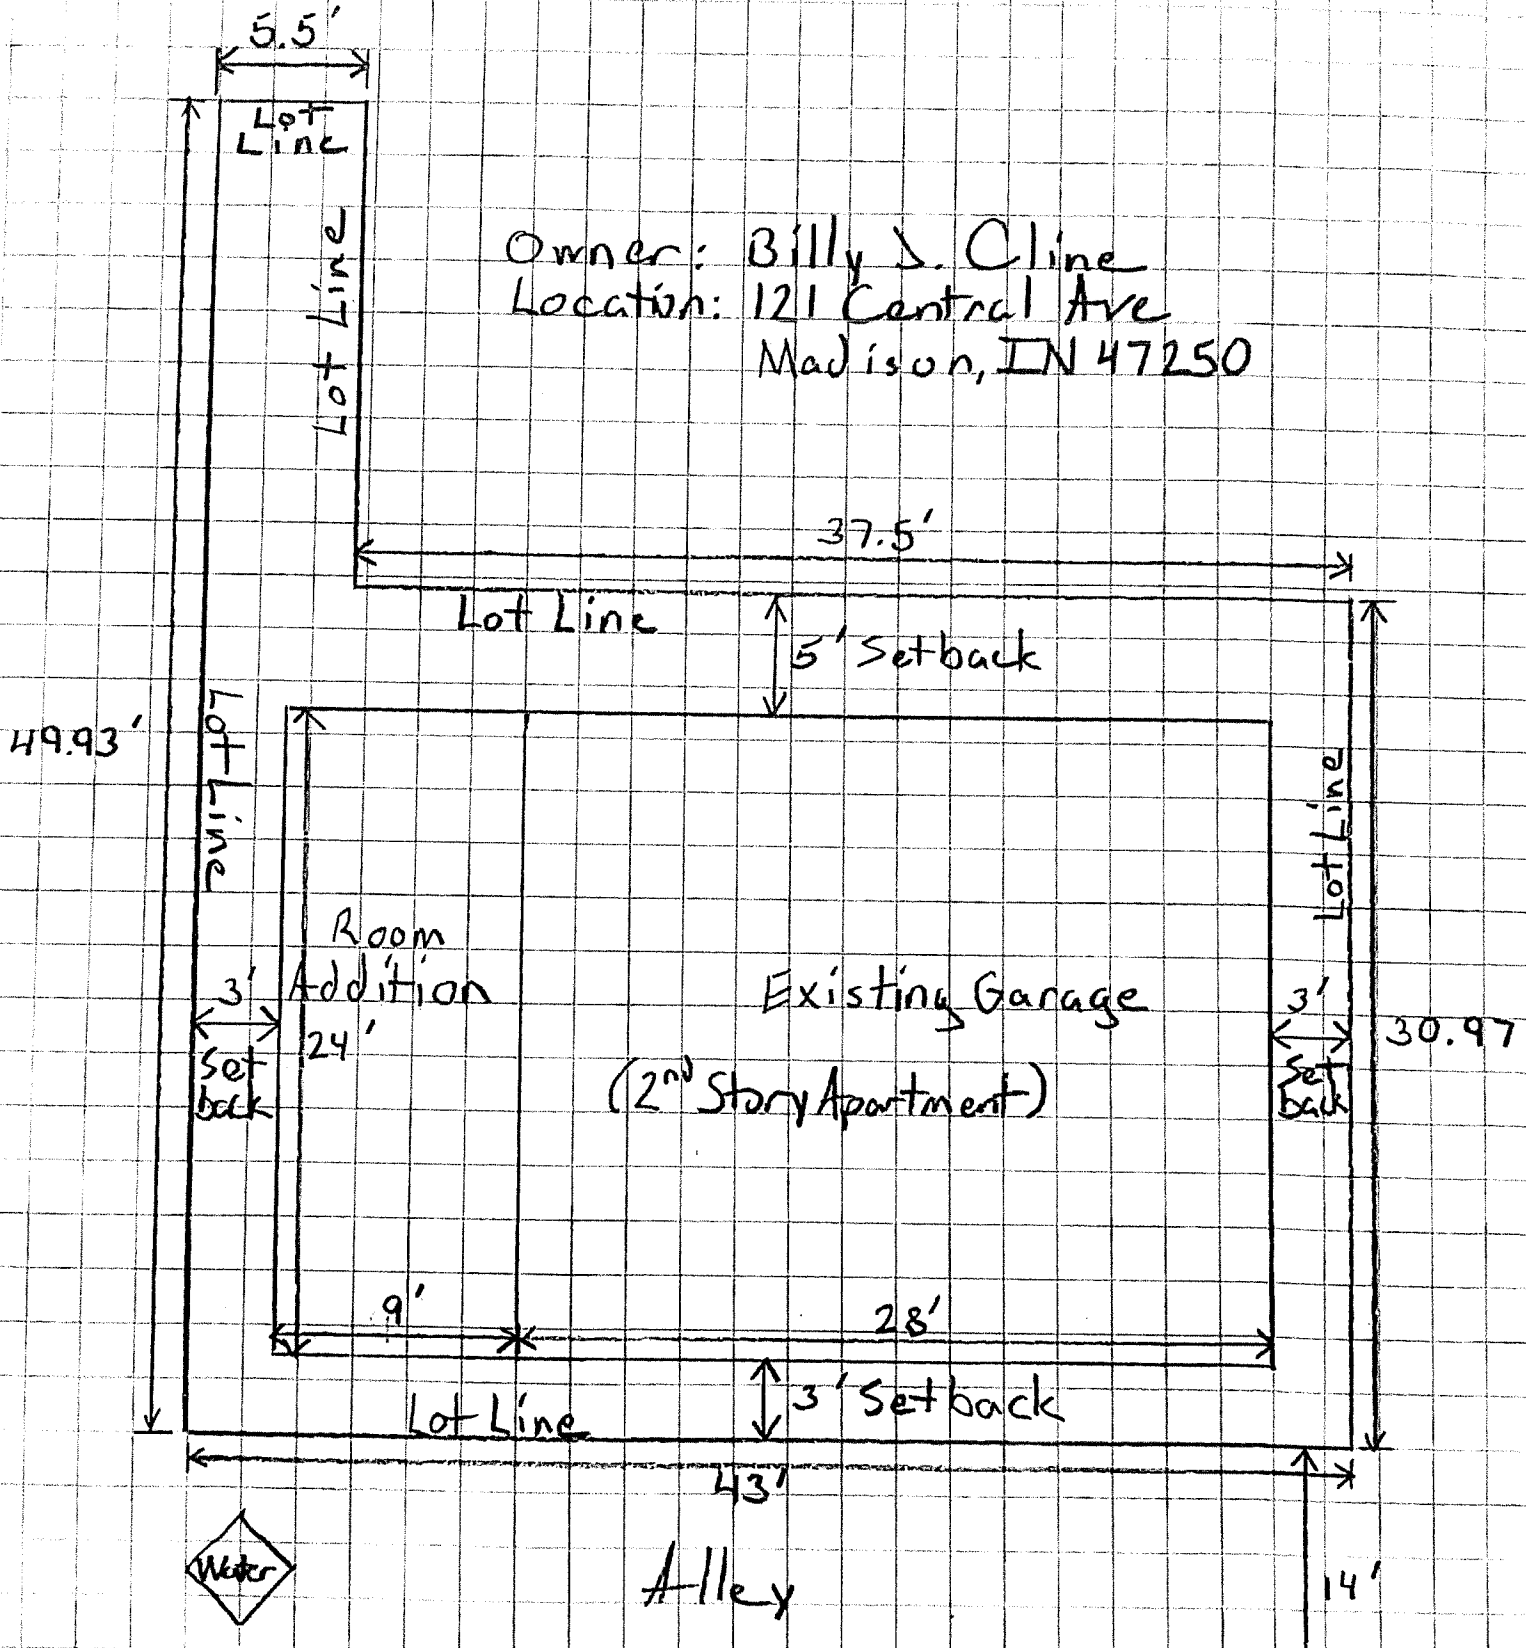 5.5'
Lot
Line
Lot Line
Owner: Billy J. Cline
Location: 121 Central Ave
Madison, IN 47250
37.5'
Lot Line
5' Setback
49.93'
Lot Line
Lot Line
Room
Addition
24'
3'
Set
back
Existing Garage
(2nd Story Apartment)
3'
Set
back
30.97
9'
28'
3' Setback
Lot Line
43'
Water
Alley
14'